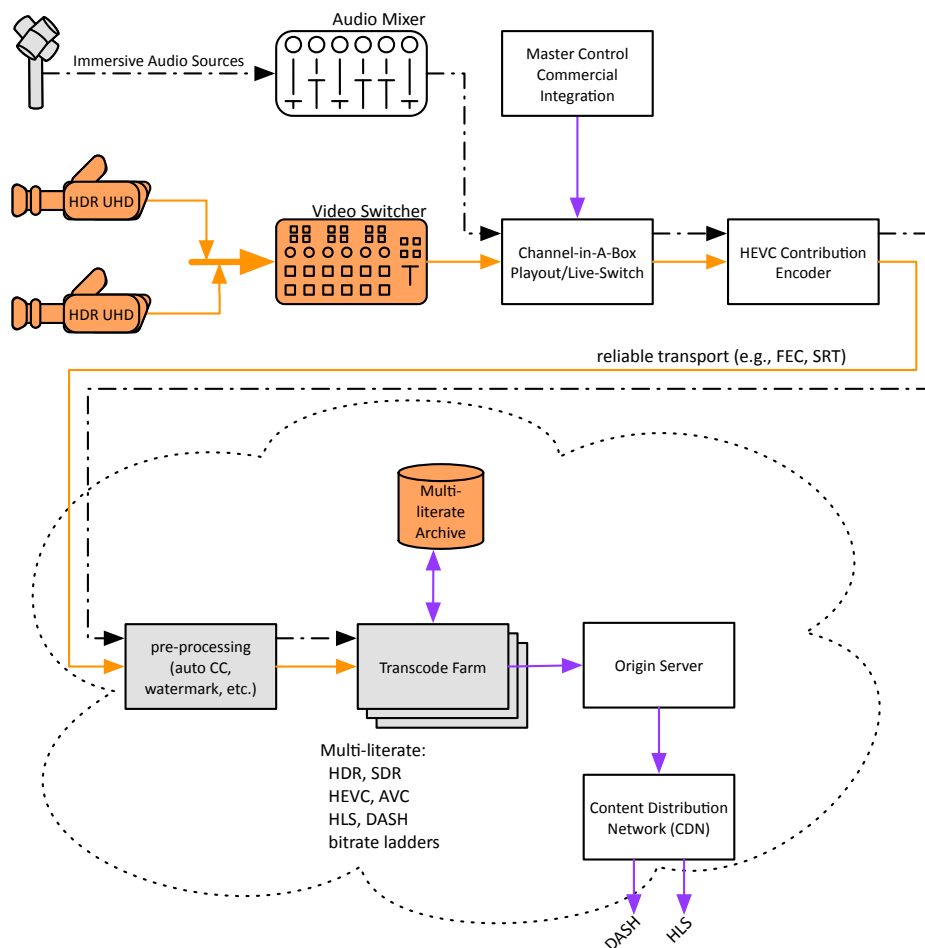 Audio Mixer
Immersive Audio Sources
Master Control
Commercial
Integration
HDR UHD
Video Switcher
Channel-in-A-Box
Playout/Live-Switch
HEVC Contribution
Encoder
HDR UHD
reliable transport (e.g., FEC, SRT)
Multi-
literate
Archive
pre-processing
(auto CC,
watermark, etc.)
Transcode Farm
Origin Server
Multi-literate:
HDR, SDR
HEVC, AVC
HLS, DASH
bitrate ladders
Content Distribution
Network (CDN)
DASH
HLS